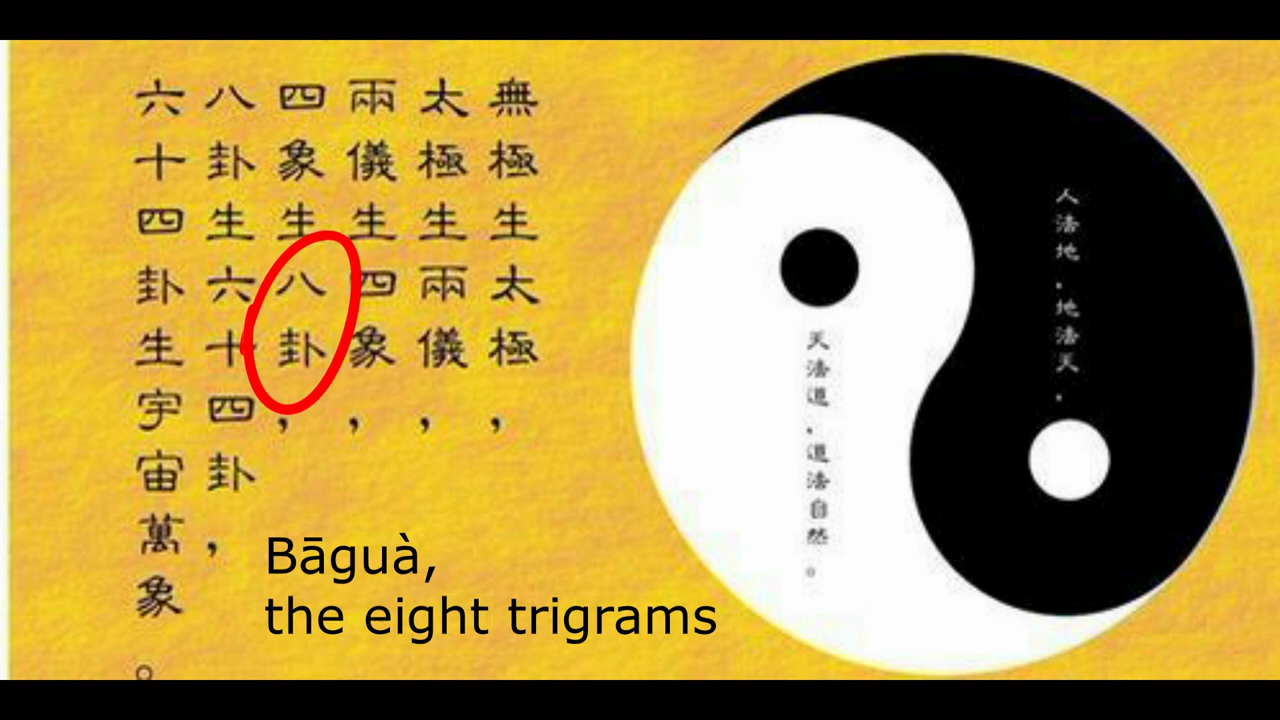 無極生太極，
太極生兩儀，
兩儀生四象，
四象生八卦，
八卦生六十四卦，
六十四卦生宇宙萬象。
人法地，地法天，
天法道，道法自然。
Bāguà,
the eight trigrams